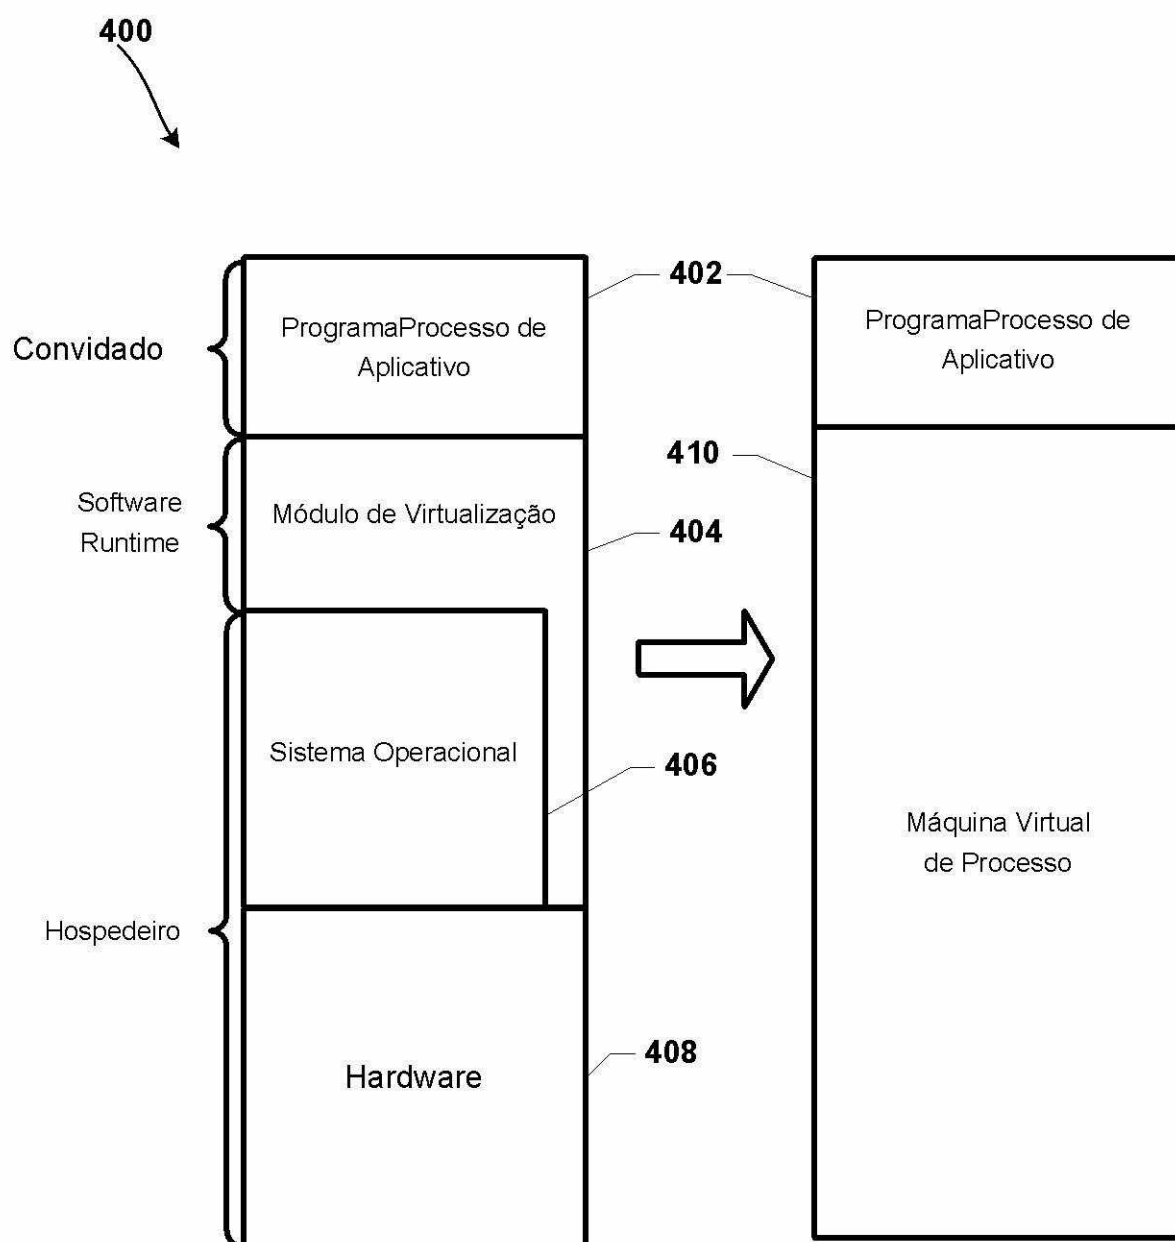 400
Convidado
ProgramaProcesso de
Aplicativo
402
ProgramaProcesso de
Aplicativo
Software
Runtime
Módulo de Virtualização
404
410
Sistema Operacional
406
Máquina Virtual
de Processo
Hospedeiro
Hardware
408